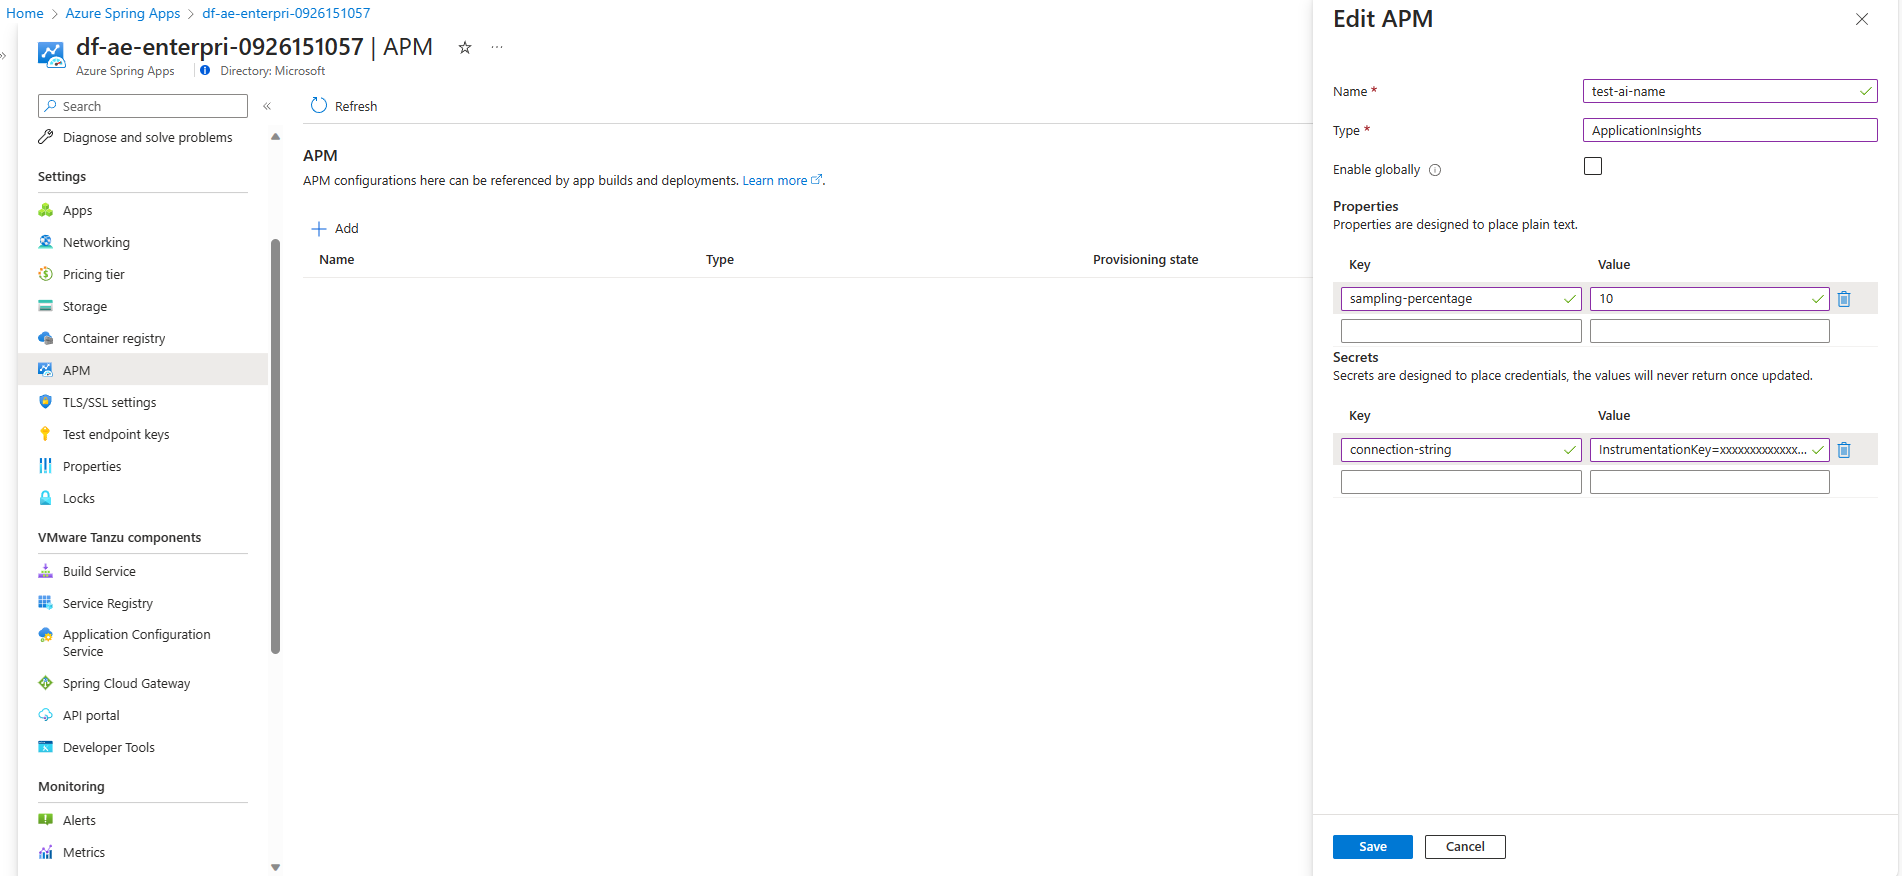 Home > Azure Spring Apps > df-ae-enterpri-0926151057
df-ae-enterpri-0926151057 | APM
Azure Spring Apps
Directory: Microsoft
Search
Diagnose and solve problems
Settings
Apps
Networking
Pricing tier
Storage
Container registry
APM
TLS/SSL settings
Test endpoint keys
Properties
Locks
VMware Tanzu components
Build Service
Service Registry
Application Configuration
Service
Spring Cloud Gateway
API portal
Developer Tools
Monitoring
Alerts
Metrics
Refresh
APM
APM configurations here can be referenced by app builds and deployments. Learn more.
Add
Name Type Provisioning state
Edit APM
Name * test-ai-name
Type * ApplicationInsights
Enable globally
Properties
Properties are designed to place plain text.
Key Value
sampling-percentage 10
Secrets
Secrets are designed to place credentials, the values will never return once updated.
Key Value
connection-string InstrumentationKey=xxxxxxxxxxxxx...
Save Cancel